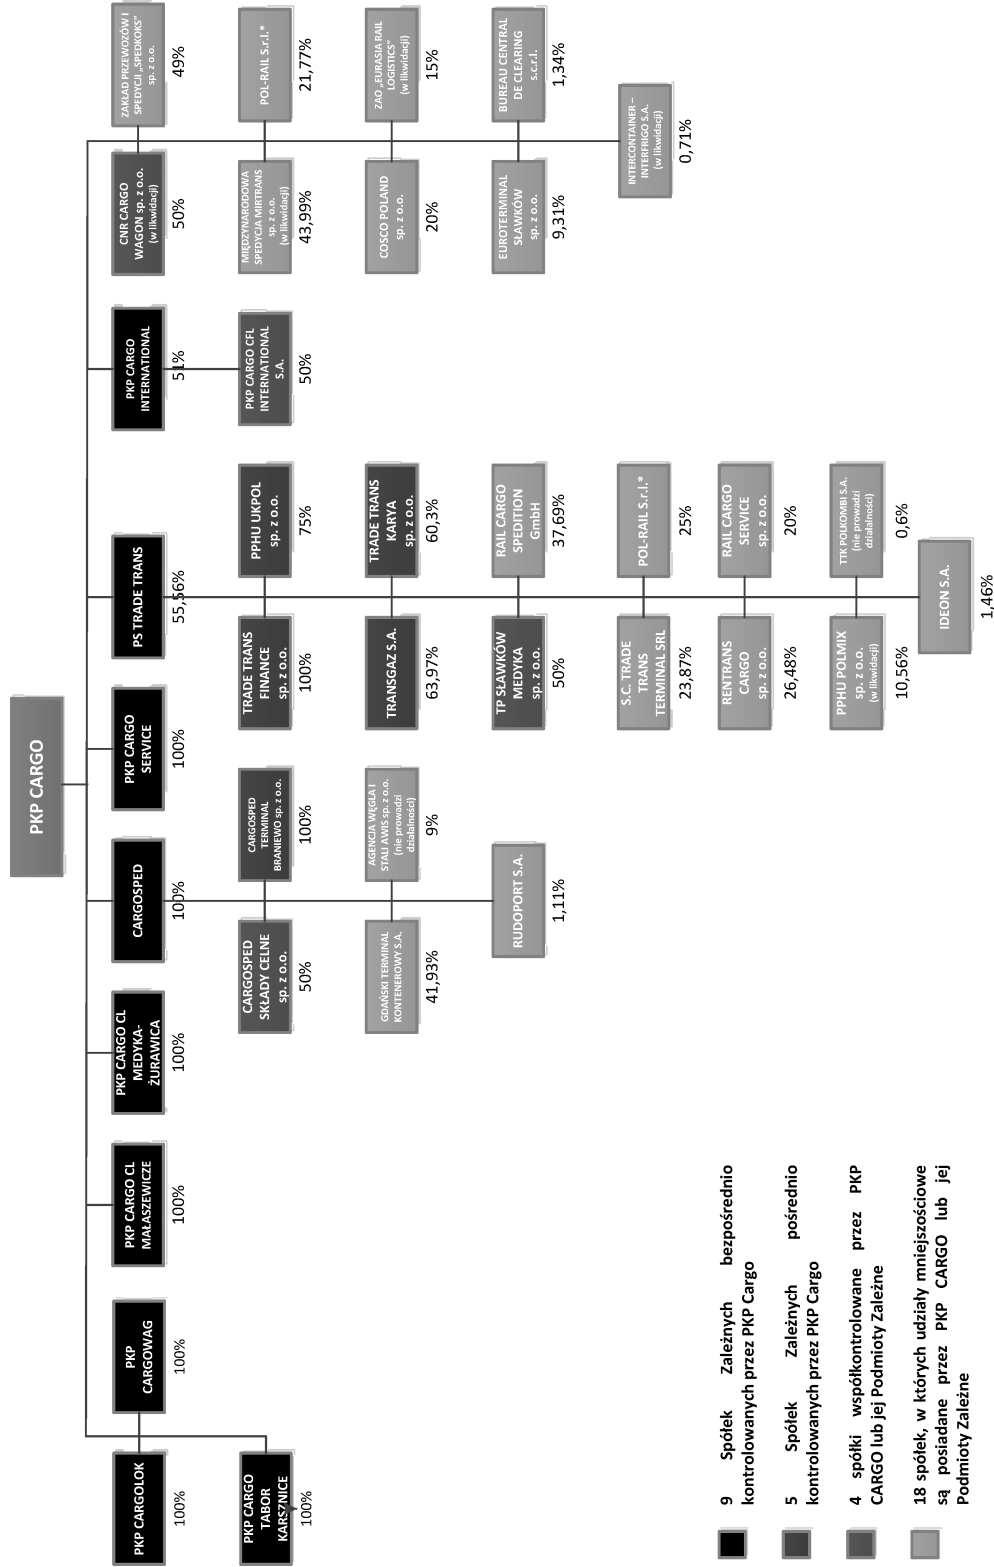 PKP CARGO
PKP CARGOLOK
100%
PKP CARGO
TABOR
KARSZNICE
100%
PKP
CARGOWAG
100%
PKP CARGO CL
MAŁASZEWICZE
100%
PKP CARGO CL
MEDYKA-
ŻURAWICA
100%
CARGOSPED
100%
CARGOSPED
SKŁADY CELNE
sp. z o.o.
50%
CARGOSPED
TERMINAL
BRANIEWO sp. z o.o.
100%
GDAŃSKI TERMINAL
KONTENEROWY S.A.
41,93%
AGENCJA WĘGLA I
STALI AWIS sp. z o.o.
(nie prowadzi
działalności)
9%
RUDOPORT S.A.
1,11%
PKP CARGO
SERVICE
100%
PS TRADE TRANS
55,56%
TRADE TRANS
FINANCE
sp. z o.o.
100%
PPHU UKPOL
sp. z o.o.
75%
TRANSGAZ S.A.
63,97%
TRADE TRANS
KARYA
sp. z o.o.
60,3%
TP SŁAWKÓW
MEDYKA
sp. z o.o.
50%
RAIL CARGO
SPEDITION
GmbH
37,69%
S.C. TRADE
TRANS
TERMINAL SRL
23,87%
POL-RAIL S.r.l.*
25%
RENTRANS
CARGO
sp. z o.o.
26,48%
RAIL CARGO
SERVICE
sp. z o.o.
20%
PPHU POLMIX
sp. z o.o.
(w likwidacji)
10,56%
TTK POLKOMBI S.A.
(nie prowadzi
działalności)
0,6%
IDEON S.A.
1,46%
PKP CARGO
INTERNATIONAL
51%
PKP CARGO CFL
INTERNATIONAL
S.A.
50%
CNR CARGO
WAGON sp. z o.o.
(w likwidacji)
50%
ZAKŁAD PRZEWOZÓW I
SPEDYCJI „SPEDKOKS"
sp. z o.o.
49%
MIĘDZYNARODOWA
SPEDYCJA MIRTRANS
sp. z o.o.
(w likwidacji)
43,99%
POL-RAIL S.r.l.*
21,77%
COSCO POLAND
sp. z o.o.
20%
ZAO „EURASIA RAIL
LOGISTICS"
(w likwidacji)
15%
EUROTERMINAL
SŁAWKÓW
sp. z o.o.
9,31%
BUREAU CENTRAL
DE CLEARING
s.c.r.l.
1,34%
INTERCONTAINER –
INTERFRIGO S.A.
(w likwidacji)
0,71%
9 Spółek Zależnych bezpośrednio
kontrolowanych przez PKP Cargo
5 Spółek Zależnych pośrednio
kontrolowanych przez PKP Cargo
4 spółki współkontrolowane przez PKP
CARGO lub jej Podmioty Zależne
18 spółek, w których udziały mniejszościowe
są posiadane przez PKP CARGO lub jej
Podmioty Zależne